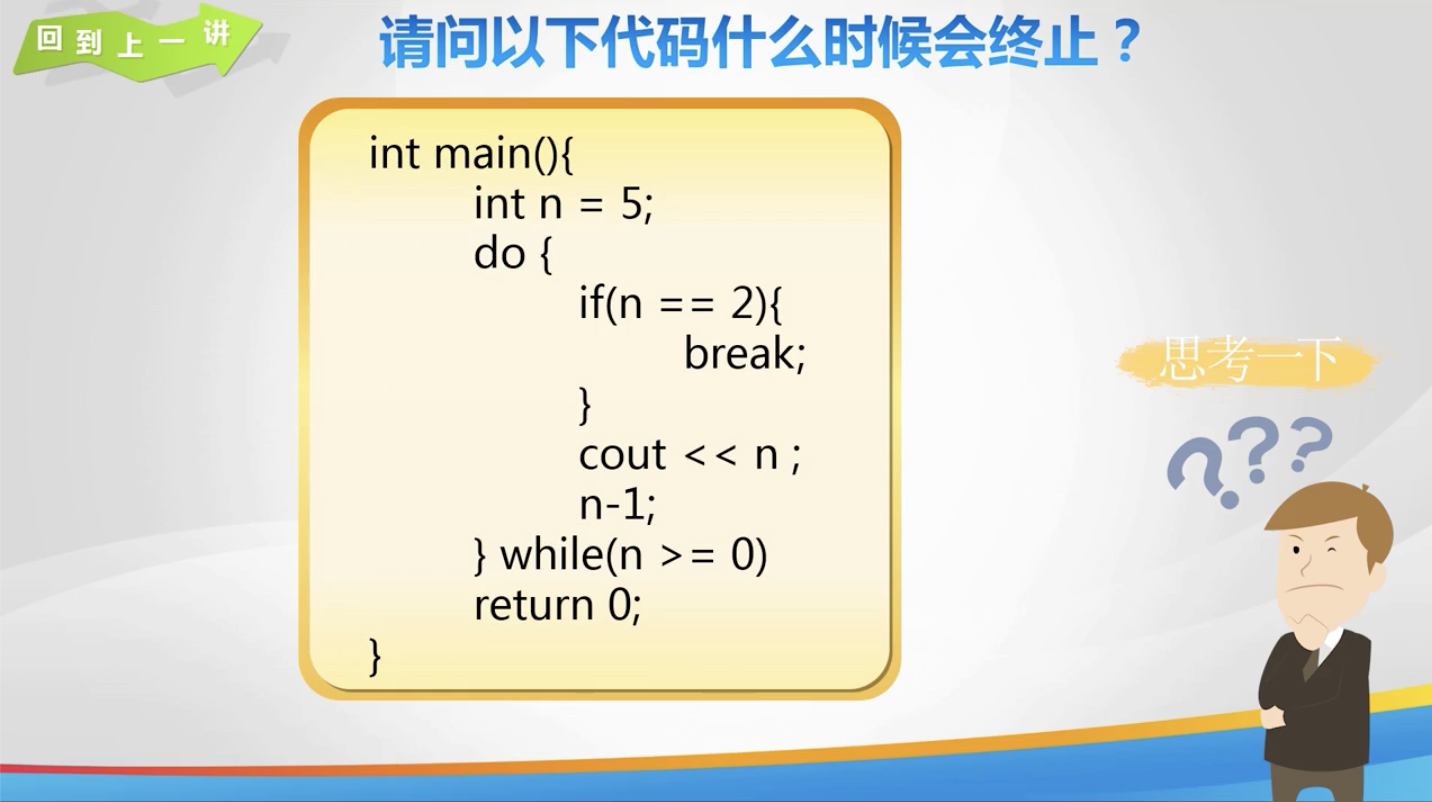 回到上一讲
请问以下代码什么时候会终止？
int main(){
int n = 5;
do {
if(n == 2){
break;
}
cout << n ;
n-1;
} while(n >= 0)
return 0;
}
思考一下
???